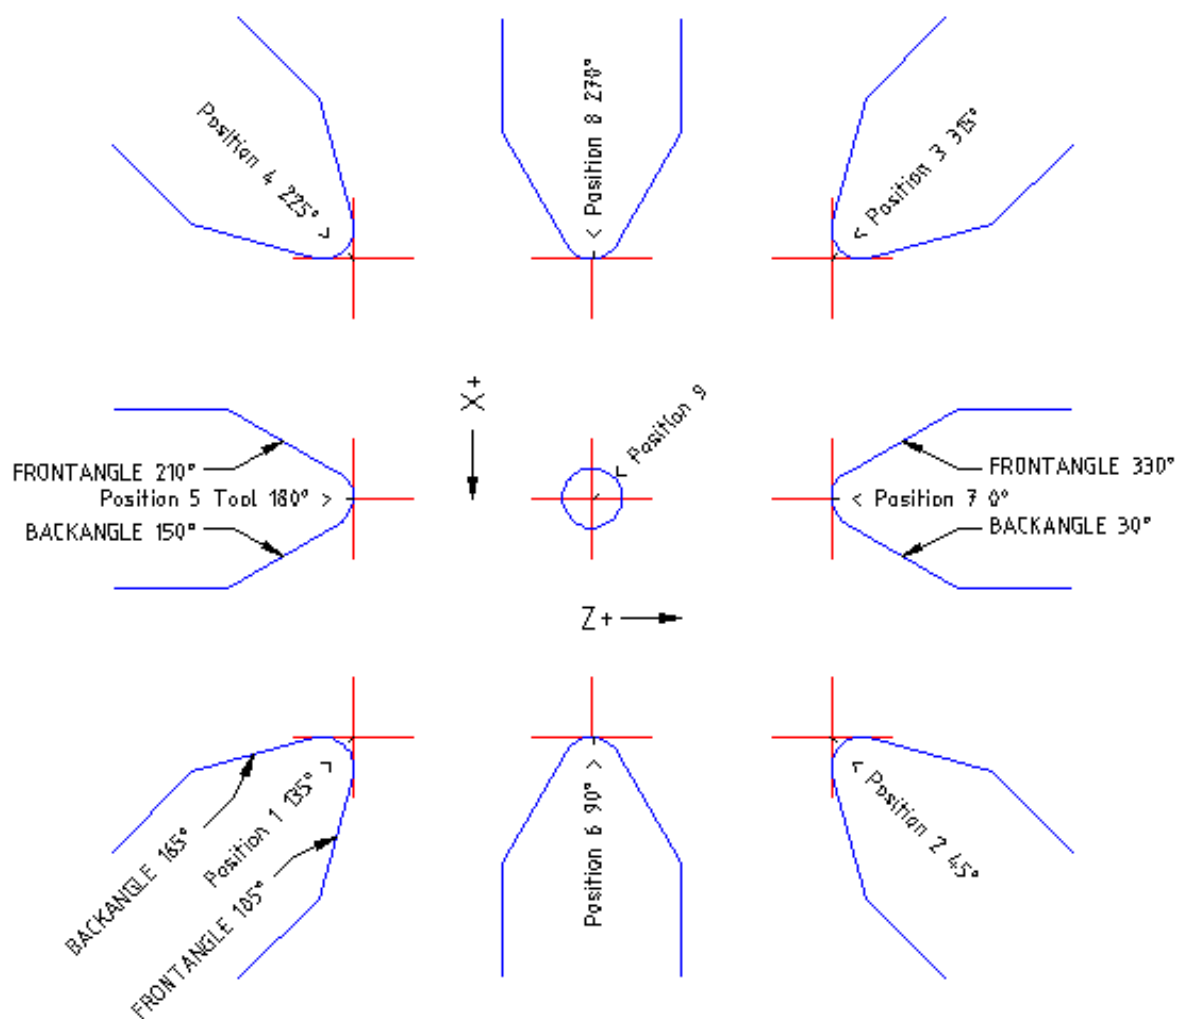 Position 4 225°
Position 8 270°
Position 3 315°
X+
Position 9
FRONTANGLE 210°
Position 5 Tool 180°
BACKANGLE 150°
FRONTANGLE 330°
Position 7 0°
BACKANGLE 30°
Z+
BACKANGLE 165°
Position 1 135°
FRONTANGLE 105°
Position 6 90°
Position 2 45°